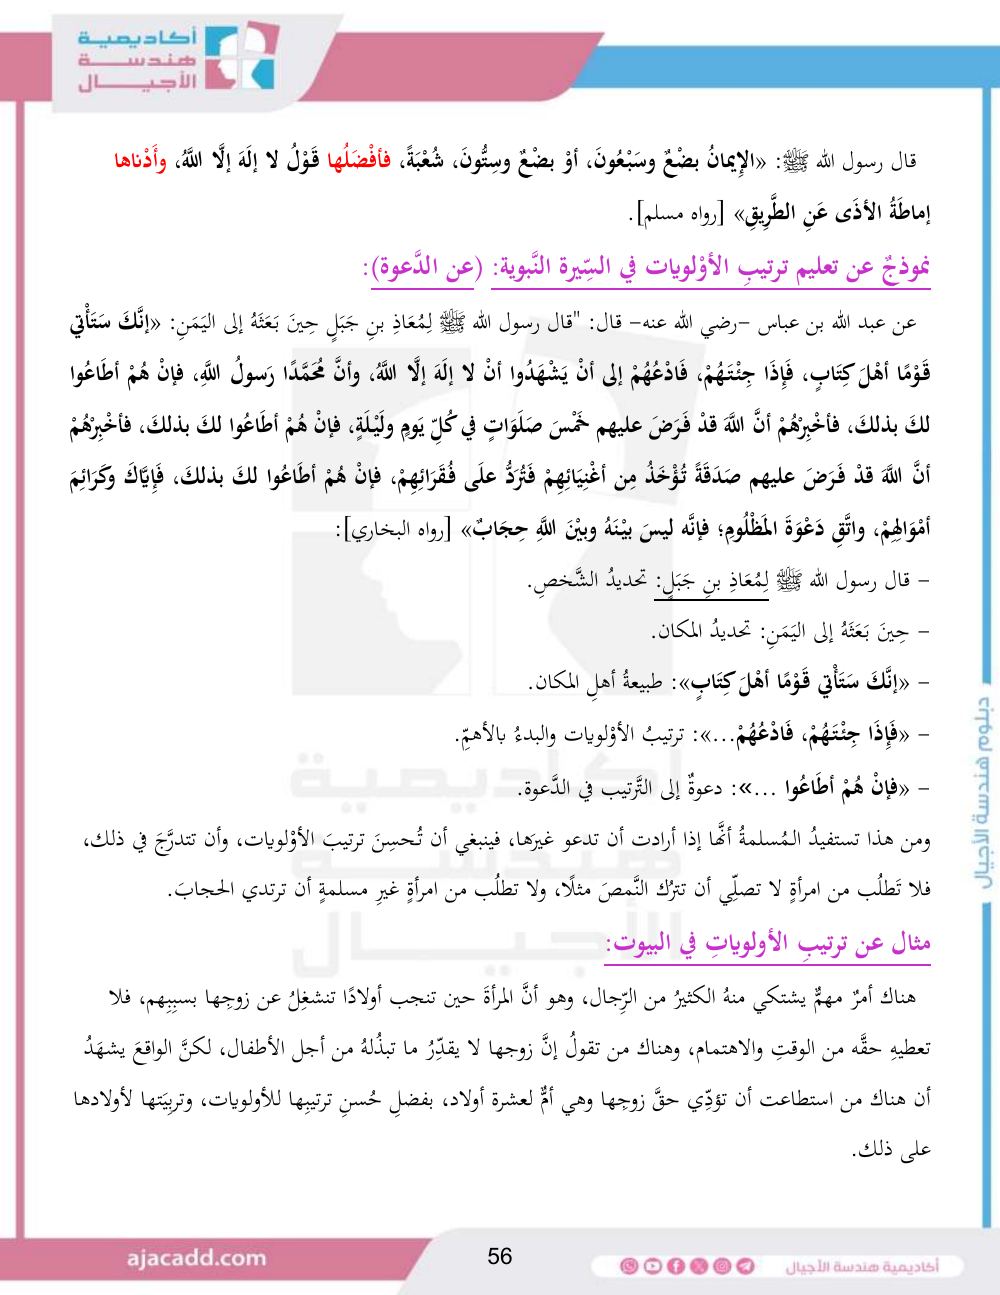 أكاديمية
هندسة
الأجيال
قال رسول الله ﷺ: «الإيمانُ بضْعٌ وسَبْعُونَ، أوْ بضْعٌ وسِتُّونَ، شُعْبَةً، فأفْضَلُها قَوْلُ لا إلَهَ إلَّا اللَّهُ، وأَدْناها
إماطَةُ الأذَى عَنِ الطَّرِيقِ» [رواه مسلم].
نموذجٌ عن تعليم ترتيبِ الأوْلويات في السِّيرة النَّبوية: (عن الدَّعوة):
عن عبد الله بن عباس –رضي الله عنه– قال: "قال رسول الله ﷺ لِمُعَاذِ بنِ جَبَلٍ حِينَ بَعَثَهُ إلى اليَمَنِ: «إنَّكَ سَتَأْتي
قَوْمًا أهْلَ كِتَابٍ، فَإِذَا جِئْتَهُمْ، فَادْعُهُمْ إلى أنْ يَشْهَدُوا أنْ لا إلَهَ إلَّا اللَّهُ، وأنَّ مُحَمَّدًا رَسولُ اللَّهِ، فإنْ هُمْ أطَاعُوا
لكَ بذلكَ، فأخْبِرْهُمْ أنَّ اللَّهَ قدْ فَرَضَ عليهم خَمْسَ صَلَوَاتٍ في كُلِّ يَومٍ ولَيْلَةٍ، فإنْ هُمْ أطَاعُوا لكَ بذلكَ، فأخْبِرْهُمْ
أنَّ اللَّهَ قدْ فَرَضَ عليهم صَدَقَةً تُؤْخَذُ مِن أغْنِيَائِهِمْ فَتُرَدُّ علَى فُقَرَائِهِمْ، فإنْ هُمْ أطَاعُوا لكَ بذلكَ، فَإِيَّاكَ وكَرَائِمَ
أمْوَالِهِمْ، واتَّقِ دَعْوَةَ المَظْلُومِ؛ فإنَّه ليسَ بيْنَهُ وبيْنَ اللَّهِ حِجَابٌ» [رواه البخاري]:
– قال رسول الله ﷺ لِمُعَاذِ بنِ جَبَلٍ: تحديدُ الشَّخصِ.
– حِينَ بَعَثَهُ إلى اليَمَنِ: تحديدُ المكان.
– «إنَّكَ سَتَأْتي قَوْمًا أهْلَ كِتَابٍ»: طبيعةُ أهلِ المكان.
– «فَإِذَا جِئْتَهُمْ، فَادْعُهُمْ...»: ترتيبُ الأوْلويات والبدءُ بالأهمِّ.
– «فإنْ هُمْ أطَاعُوا ...»: دعوةٌ إلى التَّرتيب في الدَّعوة.
ومن هذا تستفيدُ المُسلمةُ أنَّها إذا أرادت أن تدعو غيرَها، فينبغي أن تُحسِنَ ترتيبَ الأوْلويات، وأن تتدرَّجَ في ذلك،
فلا تَطلُب من امرأةٍ لا تصلِّي أن تترُك النَّمصَ مثلًا، ولا تطلُب من امرأةٍ غيرِ مسلمةٍ أن ترتدي الحجابَ.
مثال عن ترتيبِ الأولوياتِ في البيوت:
هناك أمرٌ مهمٌّ يشتكي منهُ الكثيرُ من الرِّجال، وهو أنَّ المرأةَ حين تنجب أولادًا تنشغِلُ عن زوجِها بسببِهم، فلا
تعطيهِ حقَّه من الوقتِ والاهتمام، وهناك من تقولُ إنَّ زوجها لا يقدِّرُ ما تبذُلهُ من أجل الأطفال، لكنَّ الواقعَ يشهَدُ
أن هناك من استطاعت أن تؤدِّي حقَّ زوجِها وهي أمٌّ لعشرة أولاد، بفضلِ حُسنِ ترتيبِها للأولويات، وتربِيَتها لأولادها
على ذلك.
دبلوم هندسة الأجيال
أكاديمية
هندسة
الأجيال
ajacadd.com
56
أكاديمية هندسة الأجيال